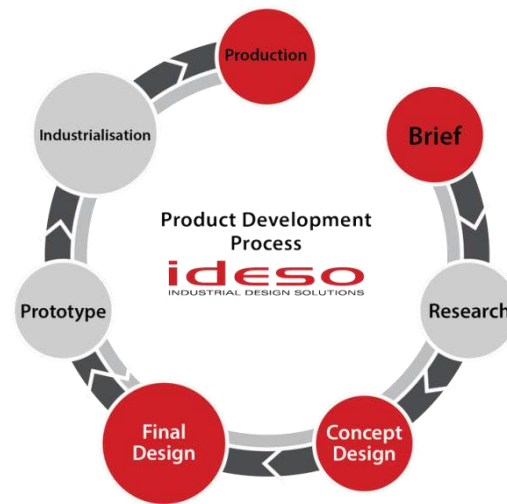 Production
Industrialisation
Brief
Product Development
Process
ideso
INDUSTRIAL DESIGN SOLUTIONS
Prototype
Research
Final
Design
Concept
Design